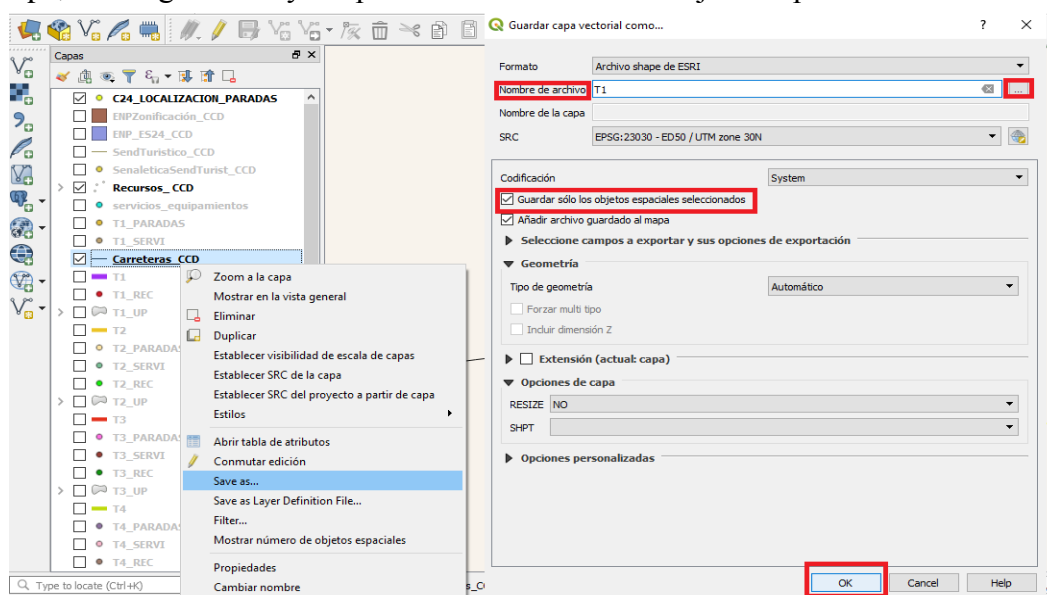 Capas
C24_LOCALIZACION_PARADAS
ENPZonificación_CCD
ENP_ES24_CCD
SendTuristico_CCD
SenaleticaSendTurist_CCD
Recursos_CCD
servicios_equipamientos
T1_PARADAS
T1_SERVI
Carreteras_CCD
T1
T1_REC
T1_UP
T2
T2_PARADA
T2_SERVI
T2_REC
T2_UP
T3
T3_PARADA
T3_SERVI
T3_REC
T3_UP
T4
T4_PARADA
T4_SERVI
T4_REC
Type to locate (Ctrl+K)
Zoom a la capa
Mostrar en la vista general
Eliminar
Duplicar
Establecer visibilidad de escala de capas
Establecer SRC de la capa
Establecer SRC del proyecto a partir de capa
Estilos
Abrir tabla de atributos
Conmutar edición
Save as...
Save as Layer Definition File...
Filter...
Mostrar número de objetos espaciales
Propiedades
Cambiar nombre
Guardar capa vectorial como...
? ×
Formato Archivo shape de ESRI
Nombre de archivo T1 ...
Nombre de la capa
SRC EPSG:23030 - ED50 / UTM zone 30N
Codificación System
Guardar sólo los objetos espaciales seleccionados
Añadir archivo guardado al mapa
Seleccione campos a exportar y sus opciones de exportación
Geometría
Tipo de geometría Automático
Forzar multi tipo
Incluir dimensión Z
Extensión (actual: capa)
Opciones de capa
RESIZE NO
SHPT
Opciones personalizadas
OK Cancel Help